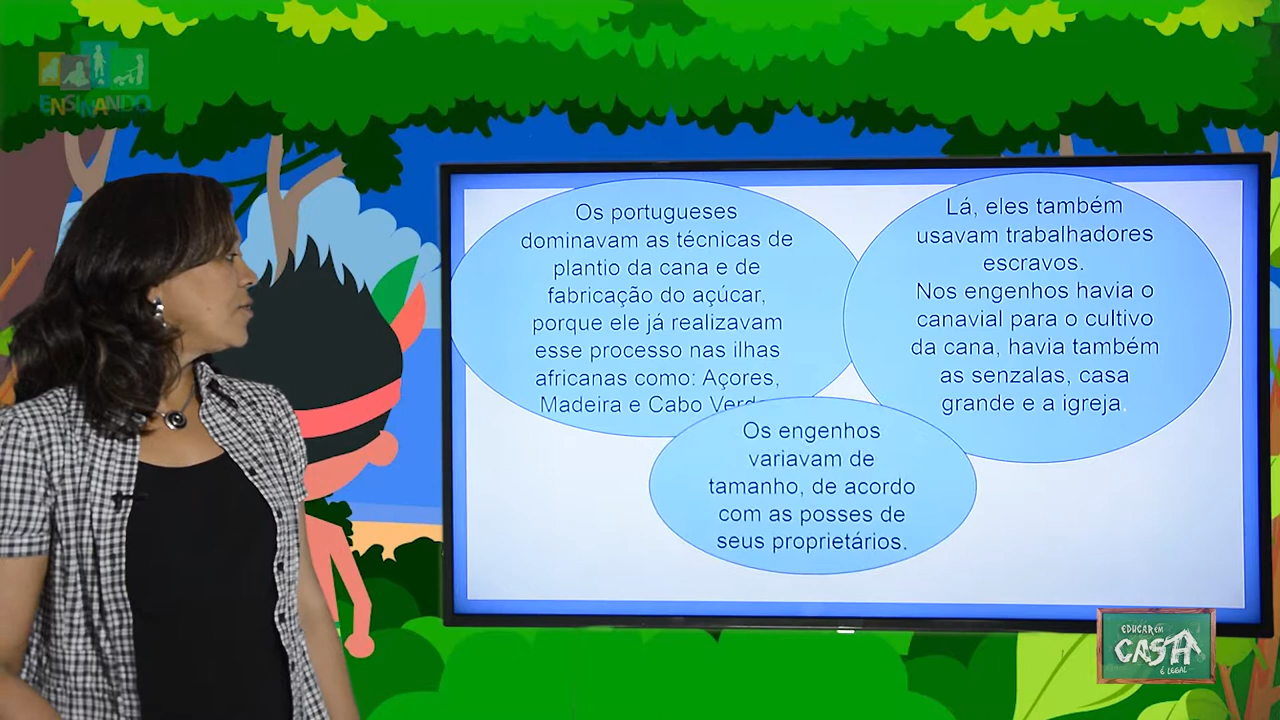 ENSINANDO
Os portugueses
dominavam as técnicas de
plantio da cana e de
fabricação do açúcar,
porque ele já realizavam
esse processo nas ilhas
africanas como: Açores,
Madeira e Cabo
Lá, eles também
usavam trabalhadores
escravos.
Nos engenhos havia o
canavial para o cultivo
da cana, havia também
as senzalas, casa
grande e a igreja.
Os engenhos
variavam de
tamanho, de acordo
com as posses de
seus proprietários.
EDUCAR EM
CASA
É LEGAL